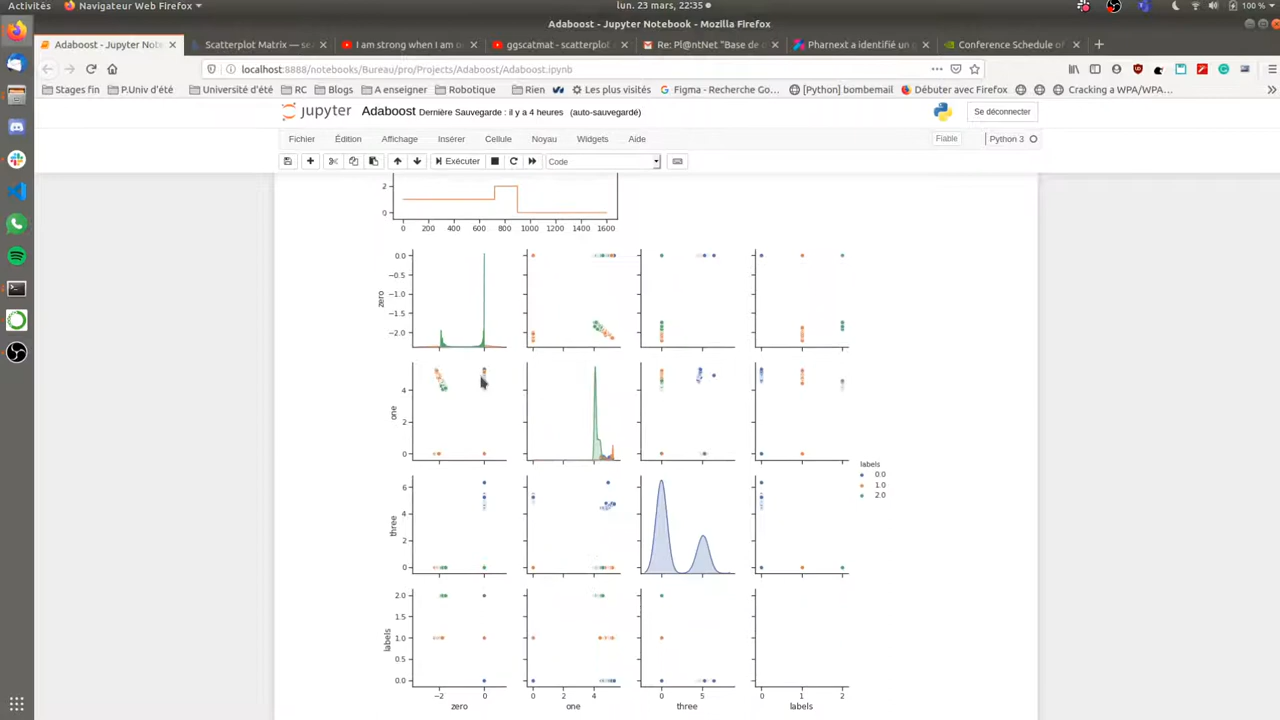 Activités Navigateur Web Firefox lun. 23 mars, 22:35 100 %
Adaboost - Jupyter Notebook - Mozilla Firefox
Adaboost - Jupyter Note Scatterplot Matrix — sea I am strong when I am on ggscatmat - scatterplot Re: Pl@ntNet "Base de Pharnext a identifié un Conference Schedule of
localhost:8888/notebooks/Bureau/pro/Projects/Adaboost/Adaboost.ipynb
Stages fin P.Univ d'été Université d'été RC Blogs A enseigner Robotique Rien Les plus visités Figma - Recherche Go... [Python] bombemail Débuter avec Firefox Cracking a WPA/WPA...
jupyter Adaboost Dernière Sauvegarde : il y a 4 heures (auto-sauvegardé) Se déconnecter
Fichier Édition Affichage Insérer Cellule Noyau Widgets Aide Fiable Python 3
Exécuter Code
2
0
0 200 400 600 800 1000 1200 1400 1600
zero
0.0
−0.5
−1.0
−1.5
−2.0
one
4
2
0
labels
0.0
1.0
2.0
three
6
4
2
0
labels
2.0
1.5
1.0
0.5
0.0
−2 0 0 2 4 0 5 0 1 2
zero one three labels